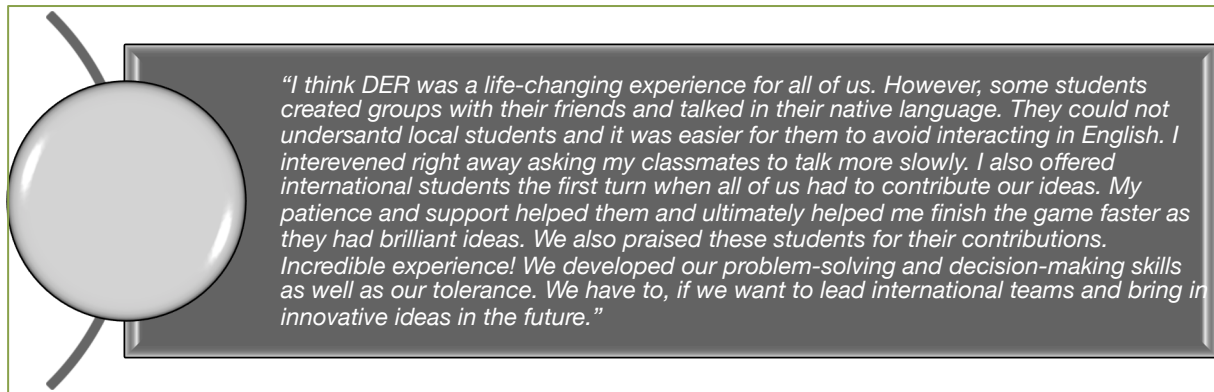 “I think DER was a life-changing experience for all of us. However, some students
created groups with their friends and talked in their native language. They could not
undersantd local students and it was easier for them to avoid interacting in English. I
interevened right away asking my classmates to talk more slowly. I also offered
international students the first turn when all of us had to contribute our ideas. My
patience and support helped them and ultimately helped me finish the game faster as
they had brilliant ideas. We also praised these students for their contributions.
Incredible experience! We developed our problem-solving and decision-making skills
as well as our tolerance. We have to, if we want to lead international teams and bring in
innovative ideas in the future.”